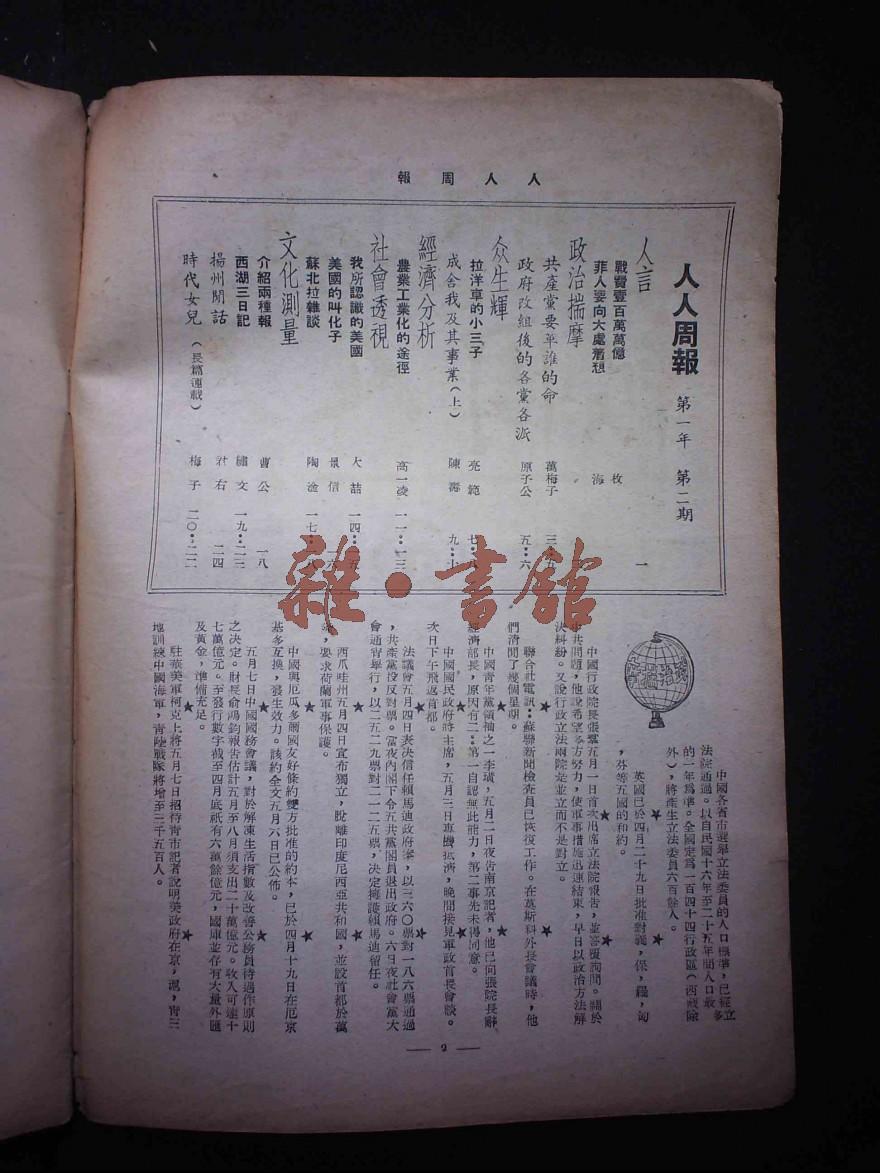 人人周報
人人周報 第一年 第二期
人言
戰費壹百萬萬億 牧 一
菲人要向大處着想 海
政治揣摩
共產黨要革誰的命 萬梅子 三
政府改組後的各黨各派 原子公 五‥六
众生輝
拉洋車的小三子 亮範 七
成舍我及其事業(上) 陳壽 九
經濟分析
農業工業化的途徑 高一凌 一一‥一三
社會透視
我所認識的美國 大喆 一四‥
美國的叫化子 景信
蘇北拉雜談 陶淦 一七‥
文化測量
介紹兩種報 曹公 一八
西湖三日記 繡文 一九‥二三
揚州閒話 君右 二四
時代女兒(長篇連載) 梅子 二〇‥二二
中國各省市選舉立法委員的人口標準,已經立
法院通過。以自民國十六年至二十五年間人口最多
的一年爲準。全國定爲一百四十四行政區(西藏除
外),將產生立法委員六百餘人。
★ ★
英國已於四月二十九日批准對義,保,羅,匈
,芬等五國的和約。
★ ★
中國行政院長張羣五月一日首次出席立法院報告,並答覆詢問。關於
中共問題,他說希望多方努力,使軍事措施迅速結束,早日以政治方法解
決糾紛。又說行政立法兩院是並立而不是對立。
★ ★
聯合社電訊:蘇聯新聞檢查員已恢復工作。在莫斯科外長會議時,他
們清閒了幾個星期。
★ ★
中國青年黨領袖之一李璜,五月二日夜告南京記者,他已向張院長辭
經濟部長,原因有二:第一自認無此能力,第二事先未得同意。
★ ★
中國國民政府蔣主席,五月三日專機抵濟,晚間接見軍政首長會談。
次日下午飛返首都。
★ ★
法議會五月四日表決信任賴馬迪政府案,以三六〇票對一八六票通過
,共產黨投反對票。當夜內閣下令五共黨閣員退出政府。六日夜社會黨大
會通宵舉行,以二五二九票對二一二五票,決定擁護賴馬迪留任。
★ ★
西爪哇州五月四日宣布獨立,脫離印度尼西亞共和國,並設首都於萬
,要求荷蘭軍事保護。
★ ★
中國與厄瓜多爾國友好條約雙方批准的約本,已於四月十九日在厄京
基多互換,發生效力。該約全文五月六日已公佈。
★ ★
五月七日中國國務會議,對於解凍生活指數及改善公務員待遇作原則
之決定。財長俞鴻鈞報告估計五月至八月須支出二十萬億元。收入可達十
七萬億元。至發行數字截至四月底祇有六萬餘億元,國庫並存有大量外匯
及黃金,準備充足。
★ ★
駐華美軍柯克上將五月七日招待青市記者說明美政府在京,滬,青三
地訓練中國海軍,青陸戰隊將增至三千五百人。
— 2 —
雜·書館